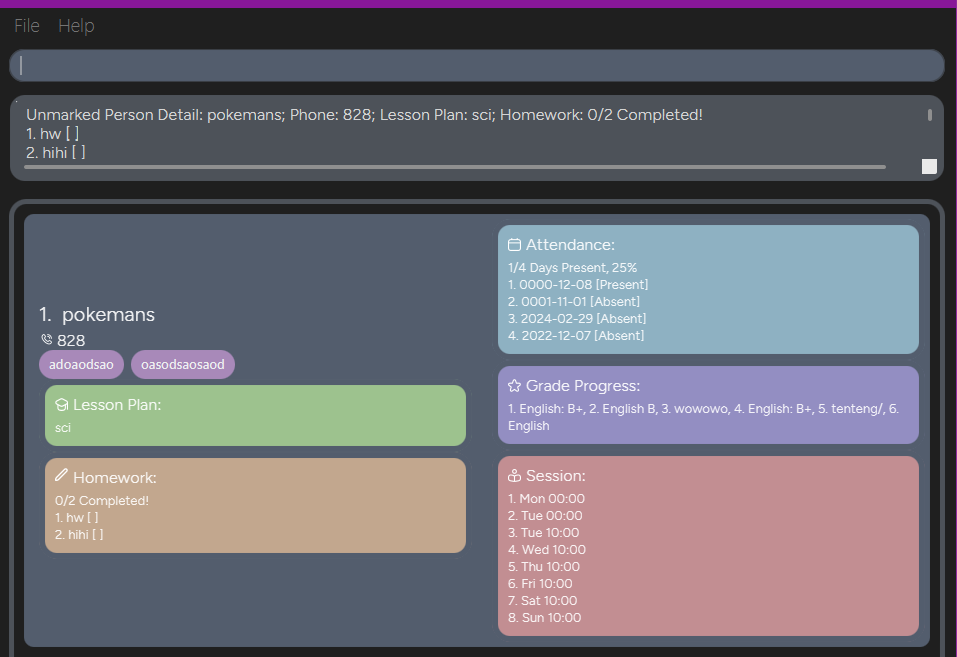 File Help
Unmarked Person Detail: pokemans; Phone: 828; Lesson Plan: sci; Homework: 0/2 Completed!
1. hw [ ]
2. hihi [ ]
1. pokemans
828
adoaodsao oasodsaosaod
Lesson Plan:
sci
Homework:
0/2 Completed!
1. hw [ ]
2. hihi [ ]
Attendance:
1/4 Days Present, 25%
1. 0000-12-08 [Present]
2. 0001-11-01 [Absent]
3. 2024-02-29 [Absent]
4. 2022-12-07 [Absent]
Grade Progress:
1. English: B+, 2. English B, 3. wowowo, 4. English: B+, 5. tenteng/, 6.
English
Session:
1. Mon 00:00
2. Tue 00:00
3. Tue 10:00
4. Wed 10:00
5. Thu 10:00
6. Fri 10:00
7. Sat 10:00
8. Sun 10:00